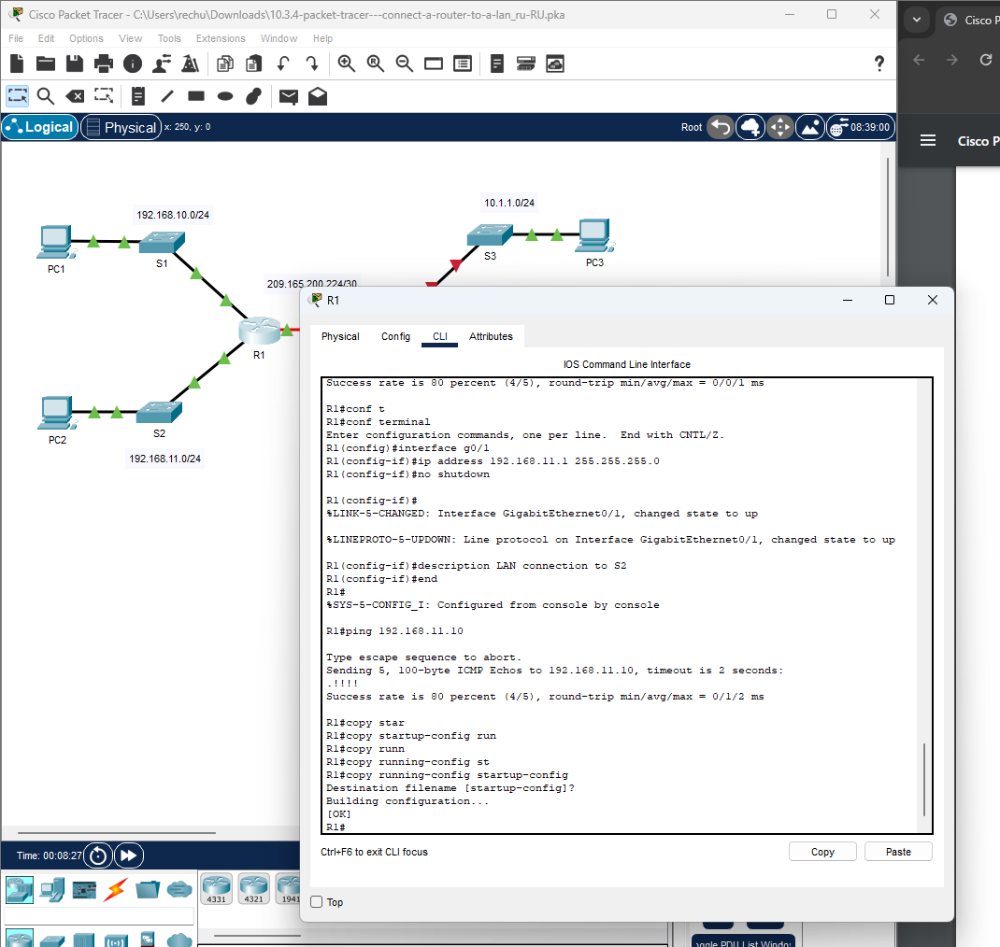 Cisco Packet Tracer - C:\Users\rechu\Downloads\10.3.4-packet-tracer---connect-a-router-to-a-lan_ru-RU.pka
Cisco P
File Edit Options View Tools Extensions Window Help
Logical Physical x: 250, y: 0 Root 08:39:00
Cisco P
192.168.10.0/24
10.1.1.0/24
PC1
S1
S3
PC3
209.165.200.224/30
R1
PC2
S2
192.168.11.0/24
R1
Physical Config CLI Attributes
IOS Command Line Interface
Success rate is 80 percent (4/5), round-trip min/avg/max = 0/0/1 ms
R1#conf t
R1#conf terminal
Enter configuration commands, one per line. End with CNTL/Z.
R1(config)#interface g0/1
R1(config-if)#ip address 192.168.11.1 255.255.255.0
R1(config-if)#no shutdown
R1(config-if)#
%LINK-5-CHANGED: Interface GigabitEthernet0/1, changed state to up
%LINEPROTO-5-UPDOWN: Line protocol on Interface GigabitEthernet0/1, changed state to up
R1(config-if)#description LAN connection to S2
R1(config-if)#end
R1#
%SYS-5-CONFIG_I: Configured from console by console
R1#ping 192.168.11.10
Type escape sequence to abort.
Sending 5, 100-byte ICMP Echos to 192.168.11.10, timeout is 2 seconds:
.!!!!
Success rate is 80 percent (4/5), round-trip min/avg/max = 0/1/2 ms
R1#copy star
R1#copy startup-config run
R1#copy runn
R1#copy running-config st
R1#copy running-config startup-config
Destination filename [startup-config]?
Building configuration...
[OK]
R1#
Ctrl+F6 to exit CLI focus
Copy Paste
Top
Time: 00:08:27
4331 4321 1941
oggle PDU List Window